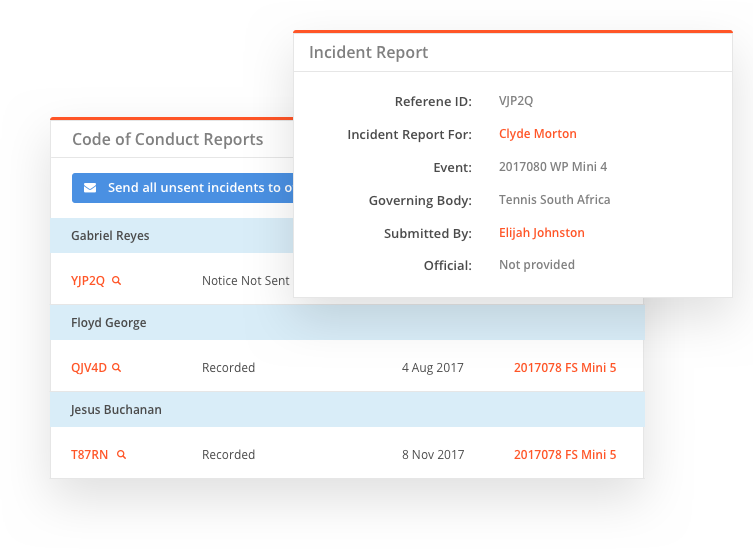 Incident Report
Referene ID: VJP2Q
Incident Report For: Clyde Morton
Event: 2017080 WP Mini 4
Governing Body: Tennis South Africa
Submitted By: Elijah Johnston
Official: Not provided
Code of Conduct Reports
Send all unsent incidents to o
Gabriel Reyes
YJP2Q Notice Not Sent
Floyd George
QJV4D Recorded 4 Aug 2017 2017078 FS Mini 5
Jesus Buchanan
T87RN Recorded 8 Nov 2017 2017078 FS Mini 5